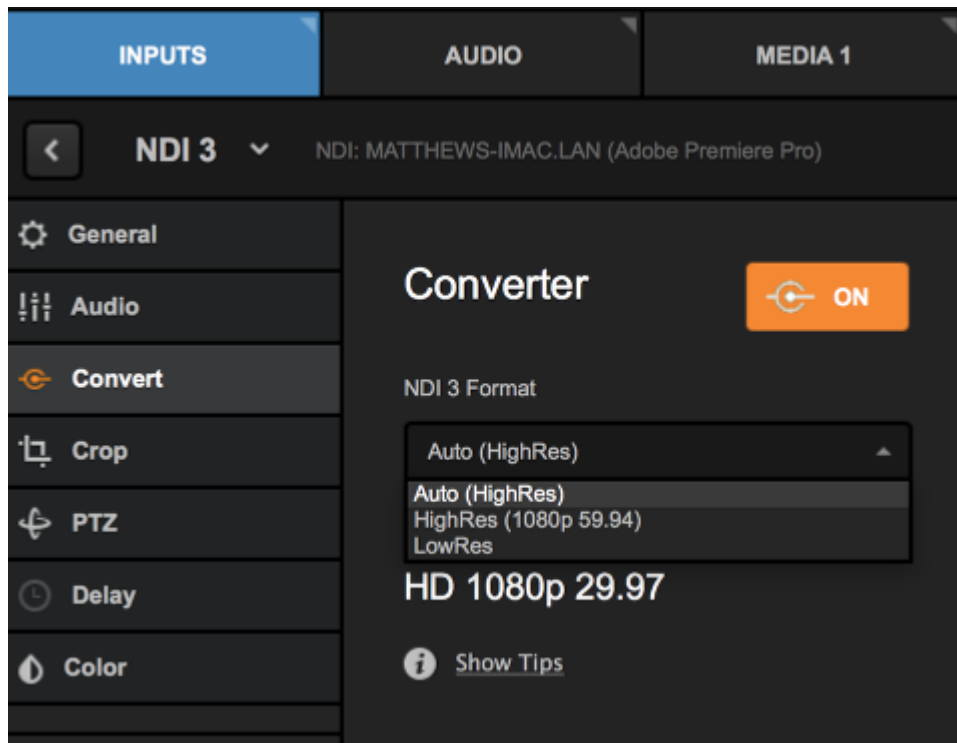 INPUTS AUDIO MEDIA 1
NDI 3 NDI: MATTHEWS-IMAC.LAN (Adobe Premiere Pro)
General
Audio
Convert
Crop
PTZ
Delay
Color
Converter ON
NDI 3 Format
Auto (HighRes)
Auto (HighRes)
HighRes (1080p 59.94)
LowRes
HD 1080p 29.97
Show Tips